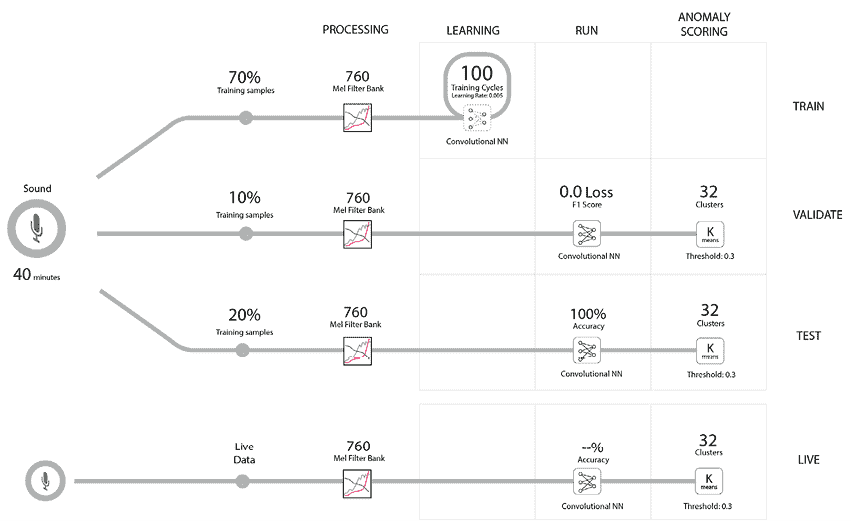 PROCESSING
LEARNING
RUN
ANOMALY
SCORING
70%
Training samples
760
Mel Filter Bank
100
Training Cycles
Learning Rate: 0.005
Convolutional NN
TRAIN
Sound
40 minutes
10%
Training samples
760
Mel Filter Bank
0.0 Loss
F1 Score
Convolutional NN
32
Clusters
K
means
Threshold: 0.3
VALIDATE
20%
Training samples
760
Mel Filter Bank
100%
Accuracy
Convolutional NN
32
Clusters
K
means
Threshold: 0.3
TEST
Live
Data
760
Mel Filter Bank
--%
Accuracy
Convolutional NN
32
Clusters
K
means
Threshold: 0.3
LIVE